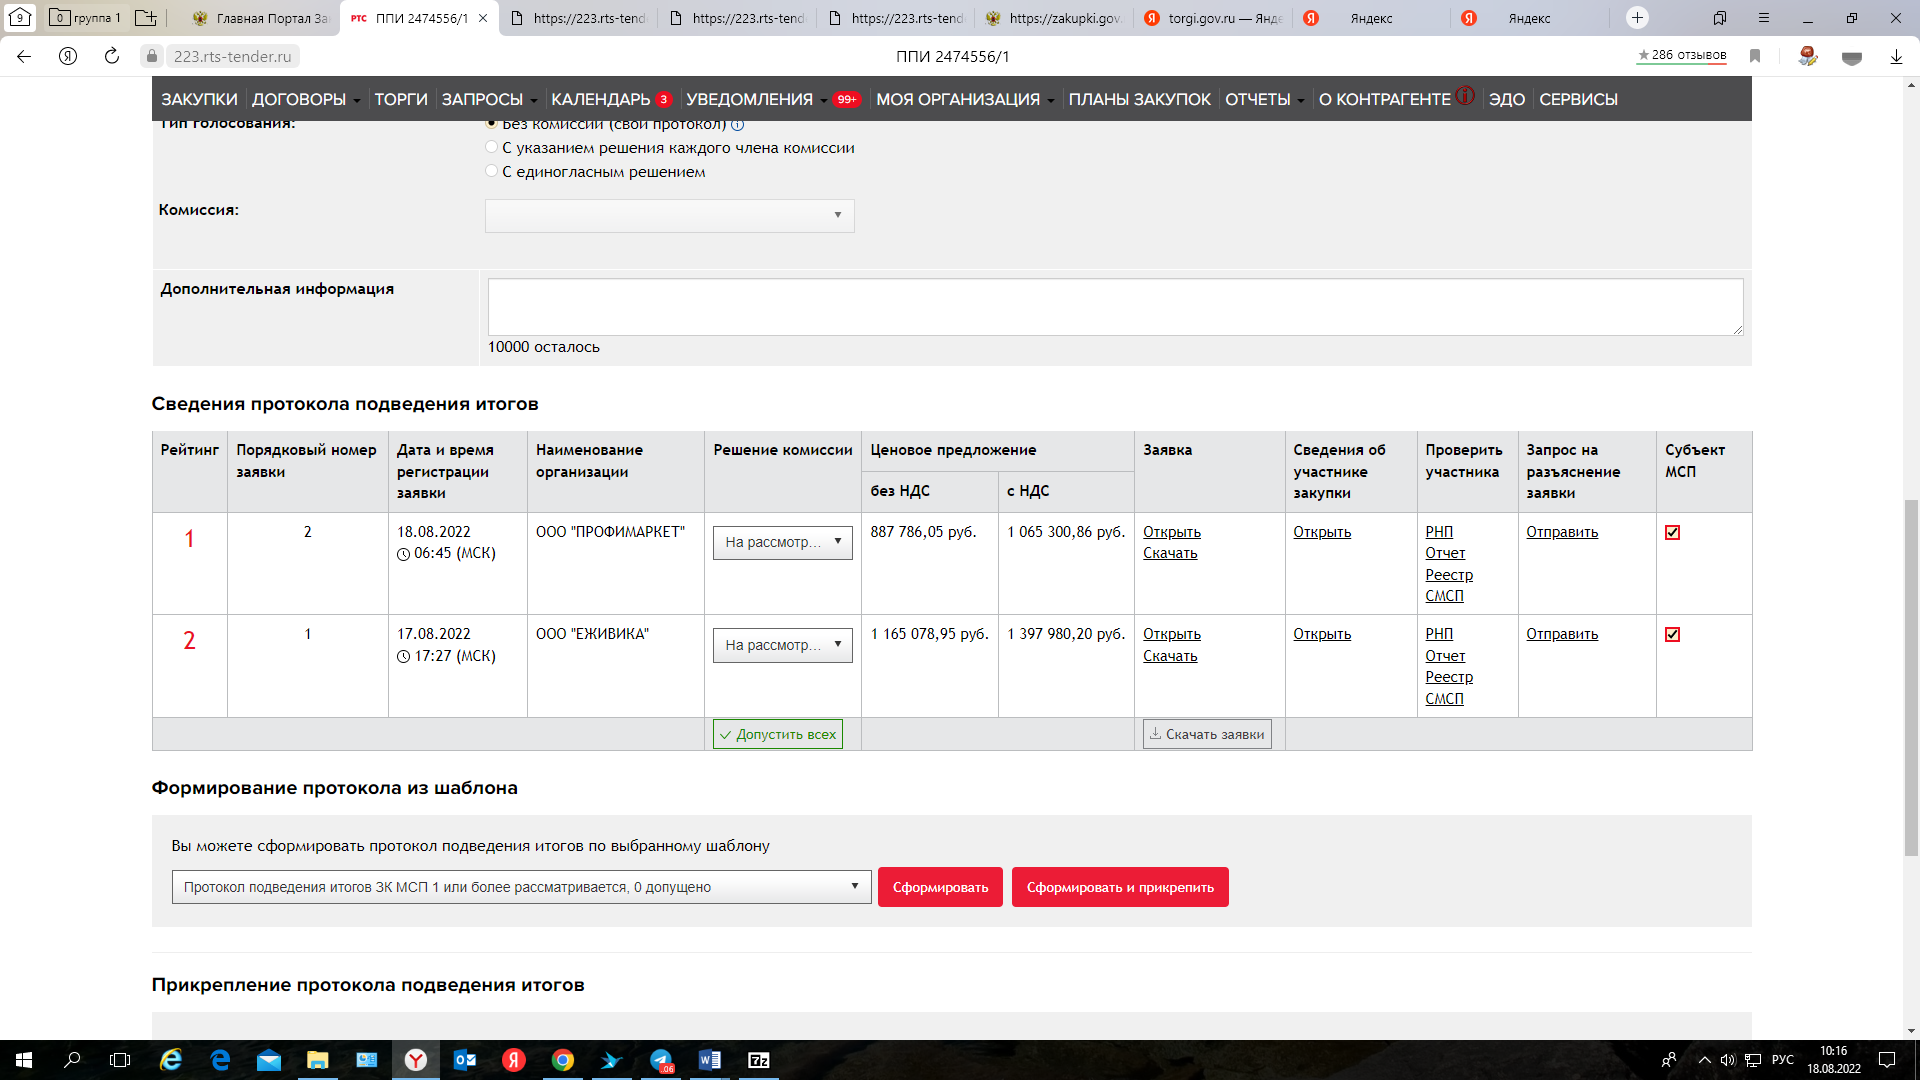 9
0 группа 1
Главная Портал За
РТС ППИ 2474556/1
https://223.rts-tend
https://223.rts-tend
https://223.rts-tend
https://zakupki.gov.
Я torgi.gov.ru — Янде
Я Яндекс
Я Яндекс
Я
223.rts-tender.ru
ППИ 2474556/1
★ 286 отзывов
ЗАКУПКИ ДОГОВОРЫ ТОРГИ ЗАПРОСЫ КАЛЕНДАРЬ 3 УВЕДОМЛЕНИЯ 99+ МОЯ ОРГАНИЗАЦИЯ ПЛАНЫ ЗАКУПОК ОТЧЕТЫ О КОНТРАГЕНТЕ ЭДО СЕРВИСЫ
Тип голосования:
Без комиссии (свой протокол)
С указанием решения каждого члена комиссии
С единогласным решением
Комиссия:
Дополнительная информация
10000 осталось
Сведения протокола подведения итогов
Рейтинг
Порядковый номер
заявки
Дата и время
регистрации
заявки
Наименование
организации
Решение комиссии
Ценовое предложение
без НДС
с НДС
Заявка
Сведения об
участнике
закупки
Проверить
участника
Запрос на
разъяснение
заявки
Субъект
МСП
1
2
18.08.2022
06:45 (МСК)
ООО "ПРОФИМАРКЕТ"
На рассмотр...
887 786,05 руб.
1 065 300,86 руб.
Открыть
Скачать
Открыть
РНП
Отчет
Реестр
СМСП
Отправить
2
1
17.08.2022
17:27 (МСК)
ООО "ЕЖИВИКА"
На рассмотр...
1 165 078,95 руб.
1 397 980,20 руб.
Открыть
Скачать
Открыть
РНП
Отчет
Реестр
СМСП
Отправить
Допустить всех
Скачать заявки
Формирование протокола из шаблона
Вы можете сформировать протокол подведения итогов по выбранному шаблону
Протокол подведения итогов ЗК МСП 1 или более рассматривается, 0 допущено
Сформировать
Сформировать и прикрепить
Прикрепление протокола подведения итогов
.06
7z
РУС
10:16
18.08.2022